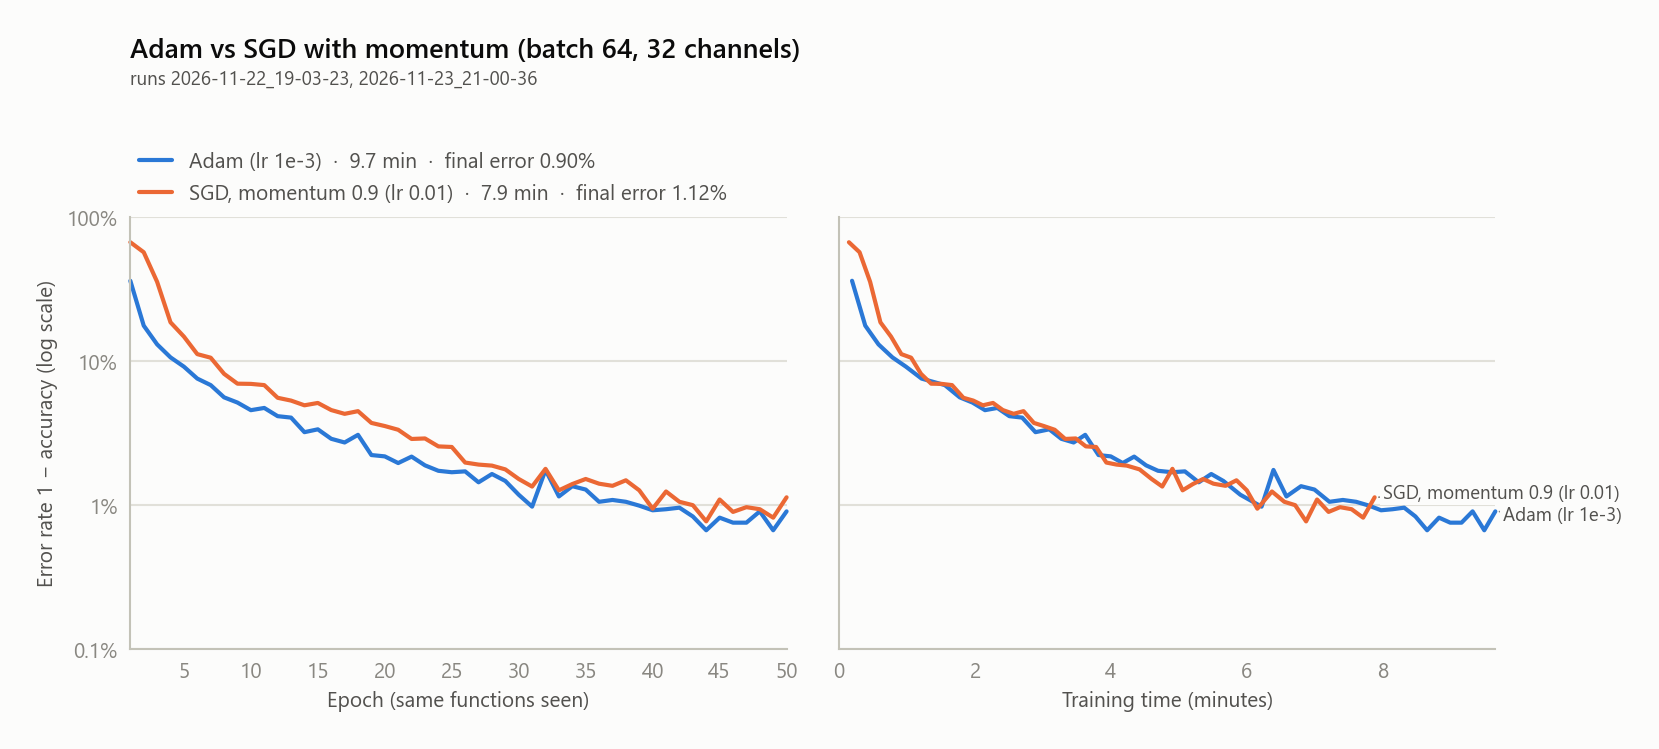 Adam vs SGD with momentum (batch 64, 32 channels)
runs 2026-11-22_19-03-23, 2026-11-23_21-00-36
Adam (lr 1e-3) · 9.7 min · final error 0.90%
SGD, momentum 0.9 (lr 0.01) · 7.9 min · final error 1.12%
Error rate 1 − accuracy (log scale)
100%
10%
1%
0.1%
5 10 15 20 25 30 35 40 45 50
Epoch (same functions seen)
SGD, momentum 0.9 (lr 0.01)
Adam (lr 1e-3)
0 2 4 6 8
Training time (minutes)